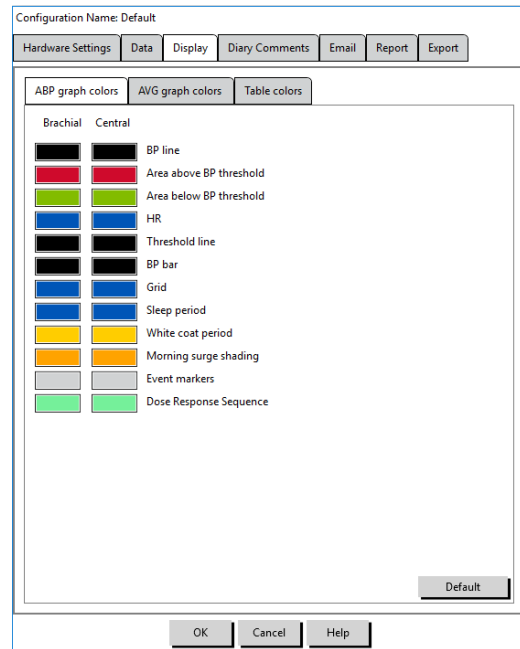 Configuration Name: Default
Hardware Settings Data Display Diary Comments Email Report Export
ABP graph colors AVG graph colors Table colors
Brachial Central
BP line
Area above BP threshold
Area below BP threshold
HR
Threshold line
BP bar
Grid
Sleep period
White coat period
Morning surge shading
Event markers
Dose Response Sequence
Default
OK Cancel Help